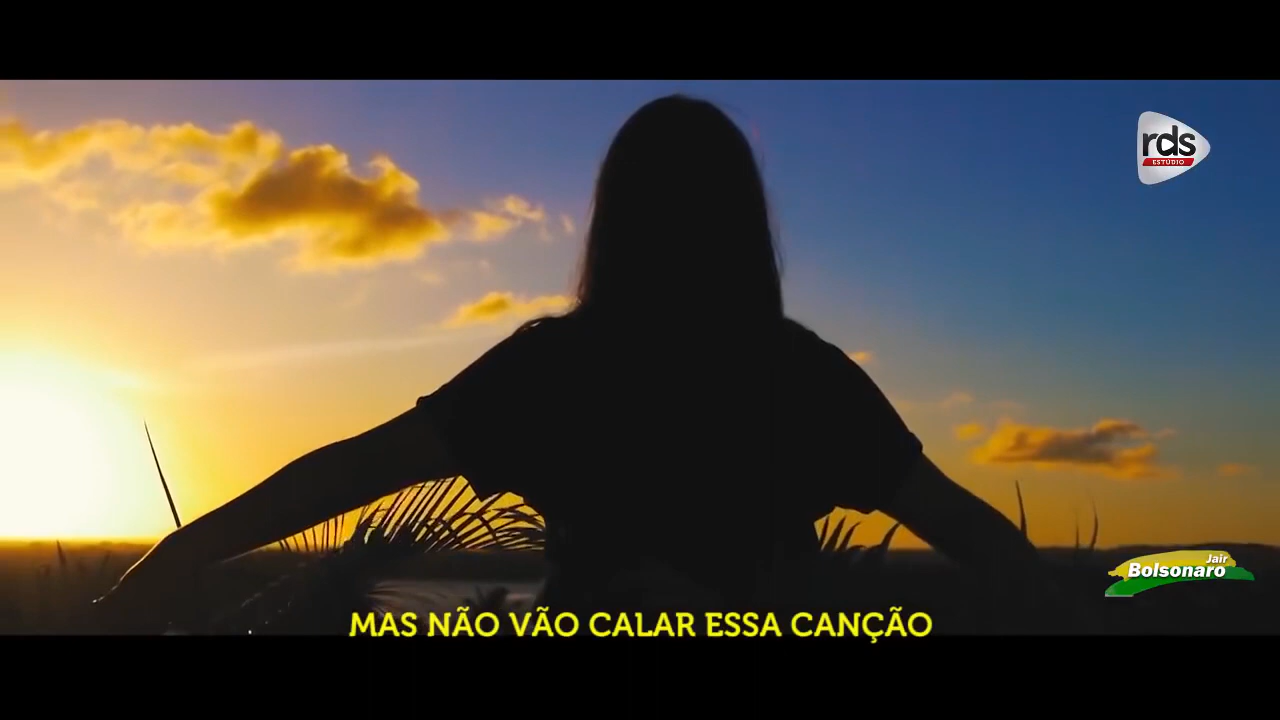 rds
ESTÚDIO
Jair
Bolsonaro
MAS NÃO VÃO CALAR ESSA CANÇÃO